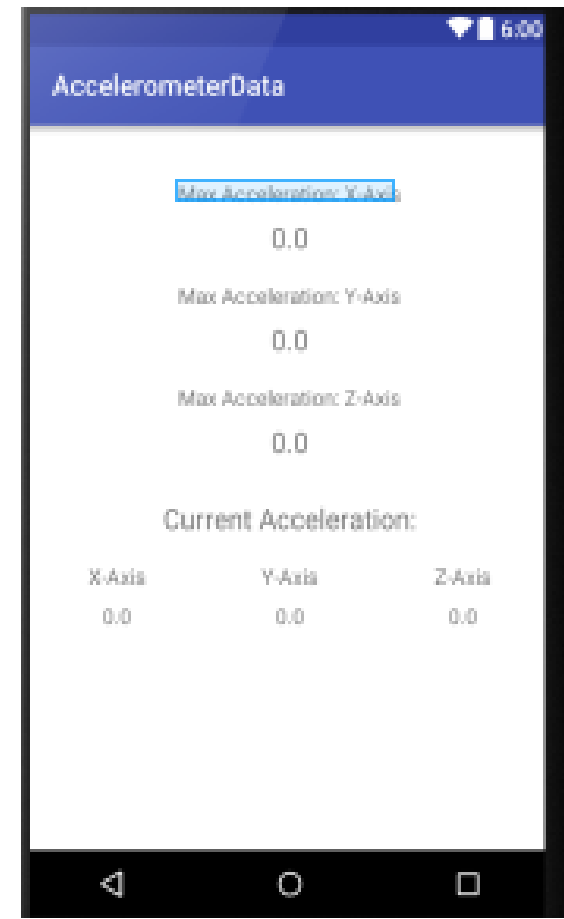 6:00
AccelerometerData
Max Acceleration: X-Axis
0.0
Max Acceleration: Y-Axis
0.0
Max Acceleration: Z-Axis
0.0
Current Acceleration:
X-Axis Y-Axis Z-Axis
0.0 0.0 0.0